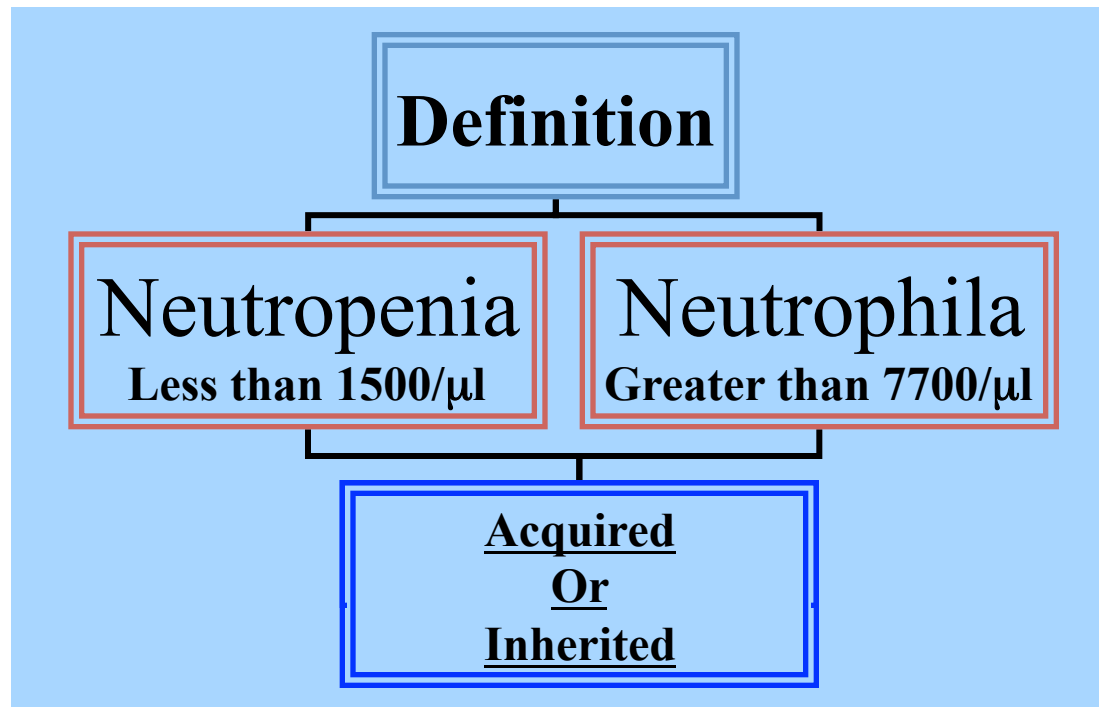 Definition
Neutropenia
Less than 1500/μl
Neutrophila
Greater than 7700/μl
Acquired
Or
Inherited